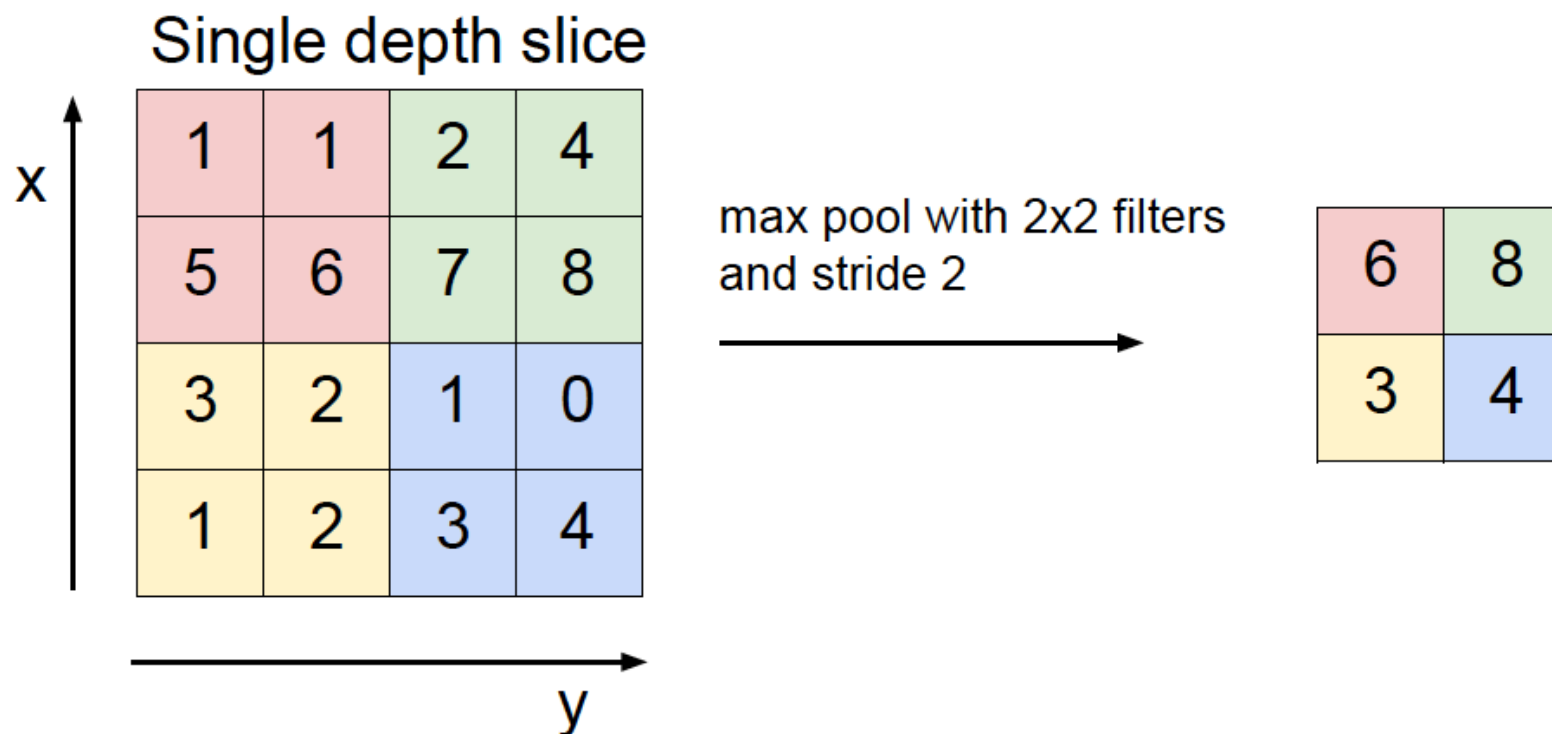 Single depth slice
x
1 1 2 4
5 6 7 8
3 2 1 0
1 2 3 4
y
max pool with 2x2 filters
and stride 2
6 8
3 4